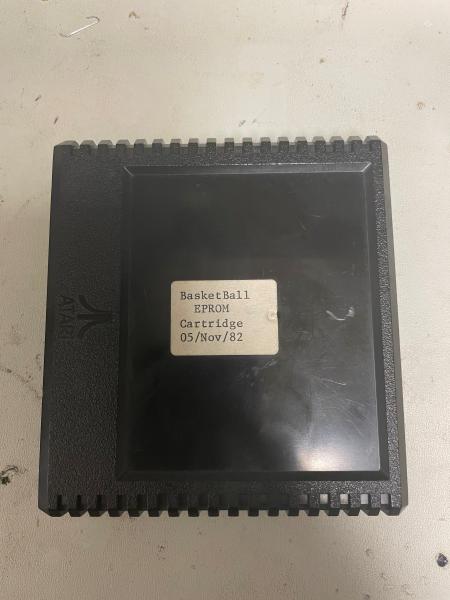 BasketBall
EPROM
Cartridge
05/Nov/82
ATARI